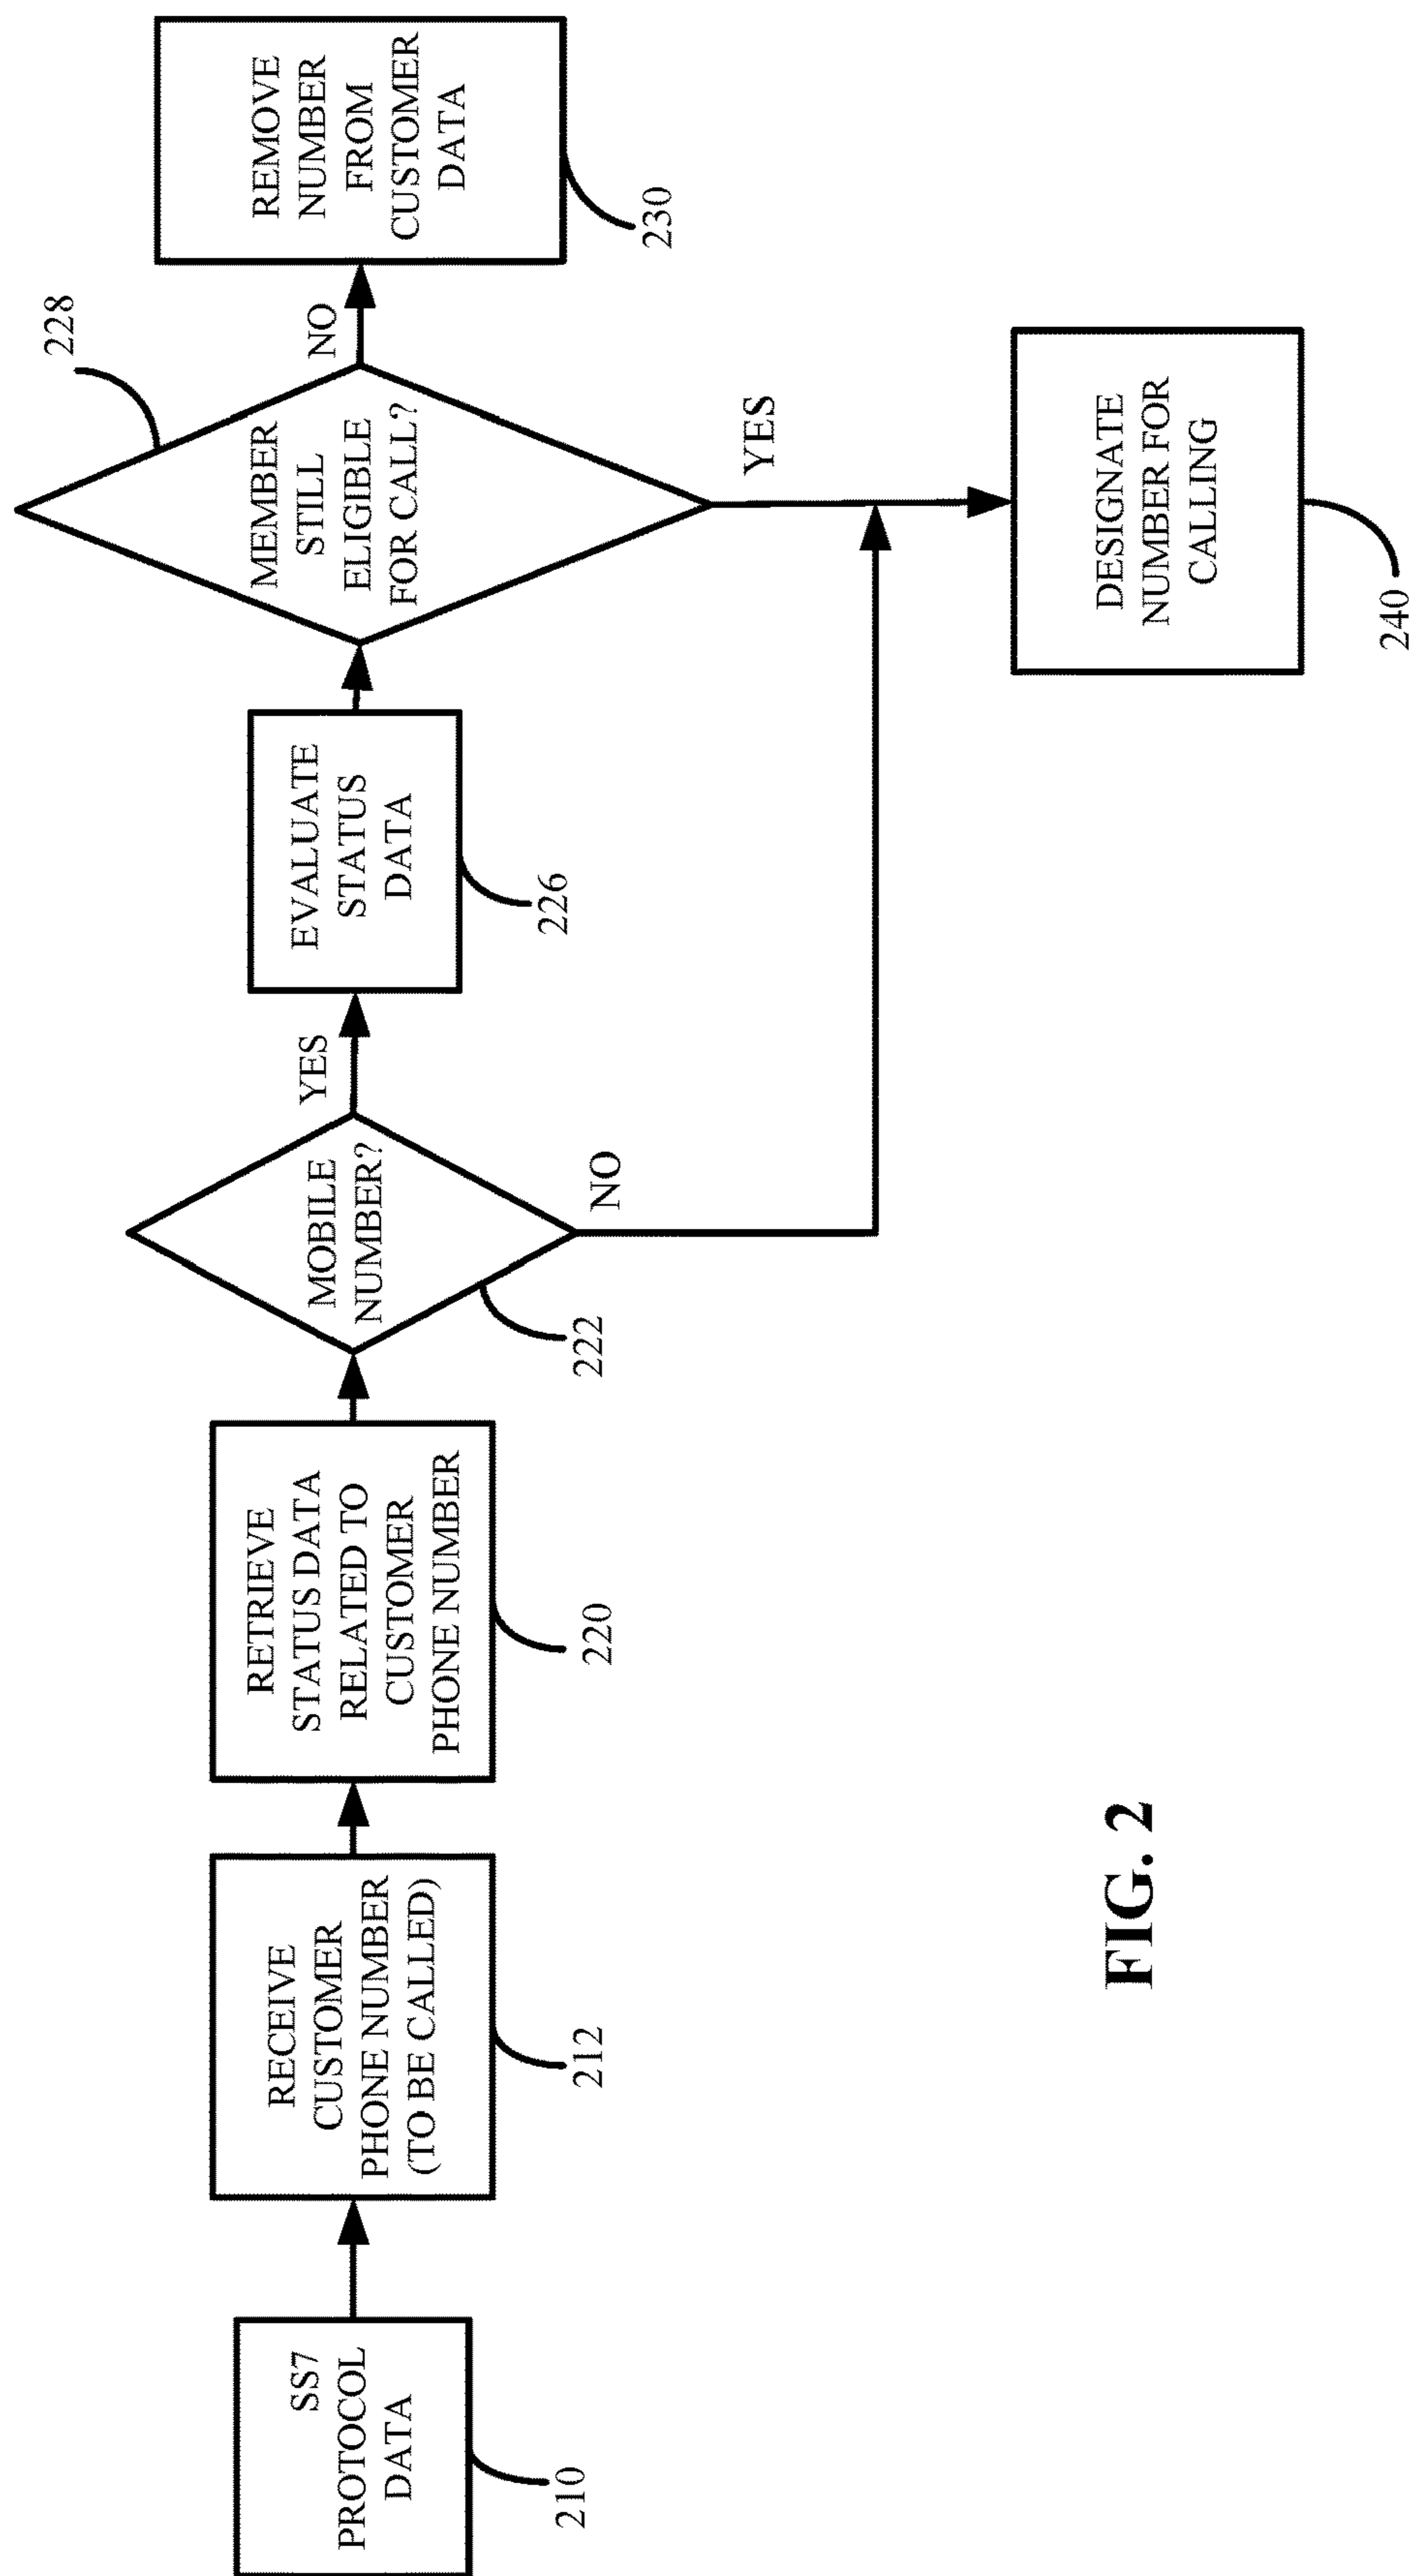 SS7
PROTOCOL
DATA
210
RECEIVE
CUSTOMER
PHONE NUMBER
(TO BE CALLED)
212
RETRIEVE
STATUS DATA
RELATED TO
CUSTOMER
PHONE NUMBER
220
MOBILE
NUMBER?
222
YES
NO
EVALUATE
STATUS
DATA
226
MEMBER
STILL
ELIGIBLE
FOR CALL?
228
NO
YES
REMOVE
NUMBER
FROM
CUSTOMER
DATA
230
DESIGNATE
NUMBER FOR
CALLING
240
FIG. 2